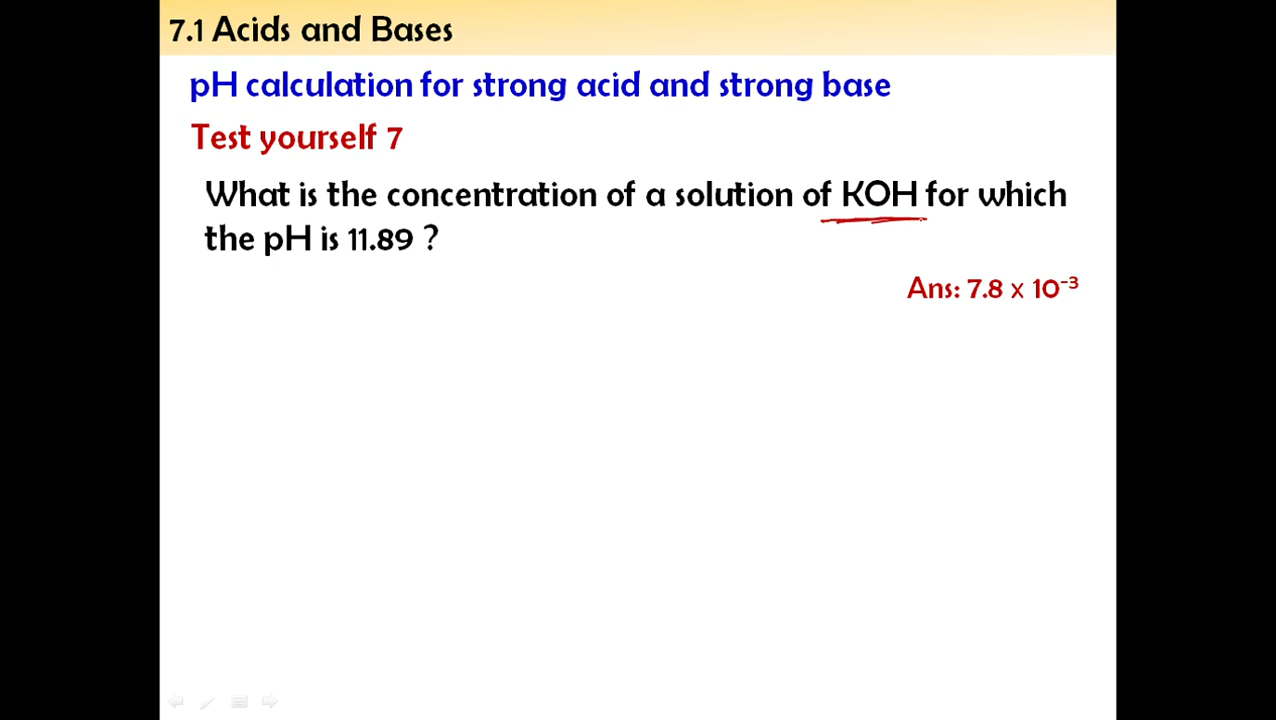 7.1 Acids and Bases
pH calculation for strong acid and strong base
Test yourself 7
What is the concentration of a solution of KOH for which
the pH is 11.89 ?
Ans: 7.8 x 10⁻³